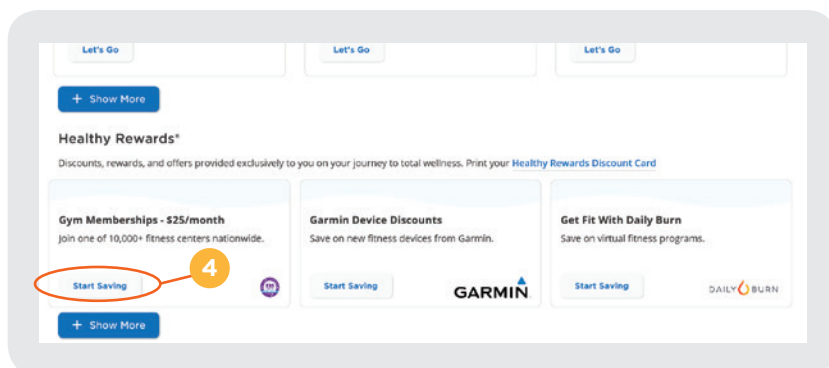 Let's Go
Let's Go
Let's Go
+ Show More
Healthy Rewards*
Discounts, rewards, and offers provided exclusively to you on your journey to total wellness. Print your Healthy Rewards Discount Card
Gym Memberships - $25/month
Join one of 10,000+ fitness centers nationwide.
Start Saving
4
Garmin Device Discounts
Save on new fitness devices from Garmin.
Start Saving
GARMIN
Get Fit With Daily Burn
Save on virtual fitness programs.
Start Saving
DAILY BURN
+ Show More